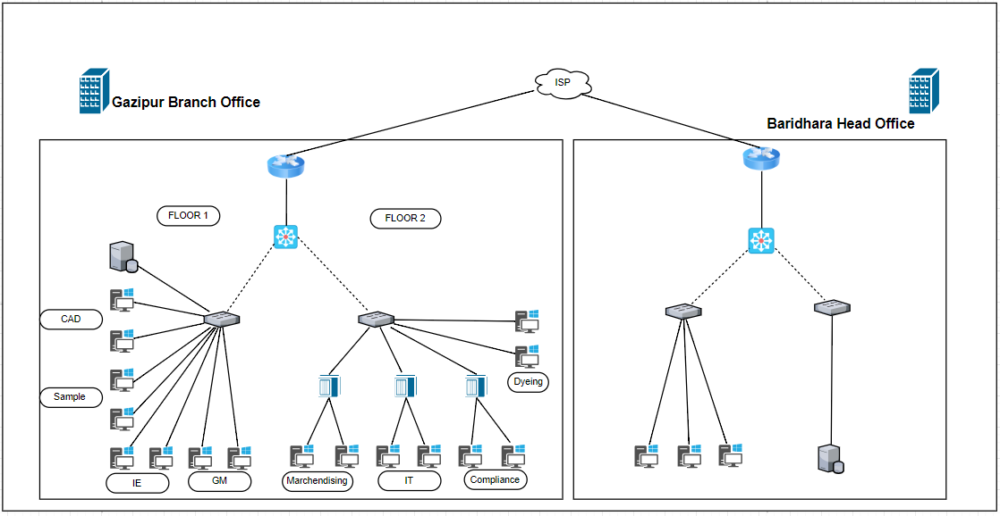 ISP
Gazipur Branch Office
Baridhara Head Office
FLOOR 1
FLOOR 2
CAD
Sample
Dyeing
IE
GM
Marchendising
IT
Compliance